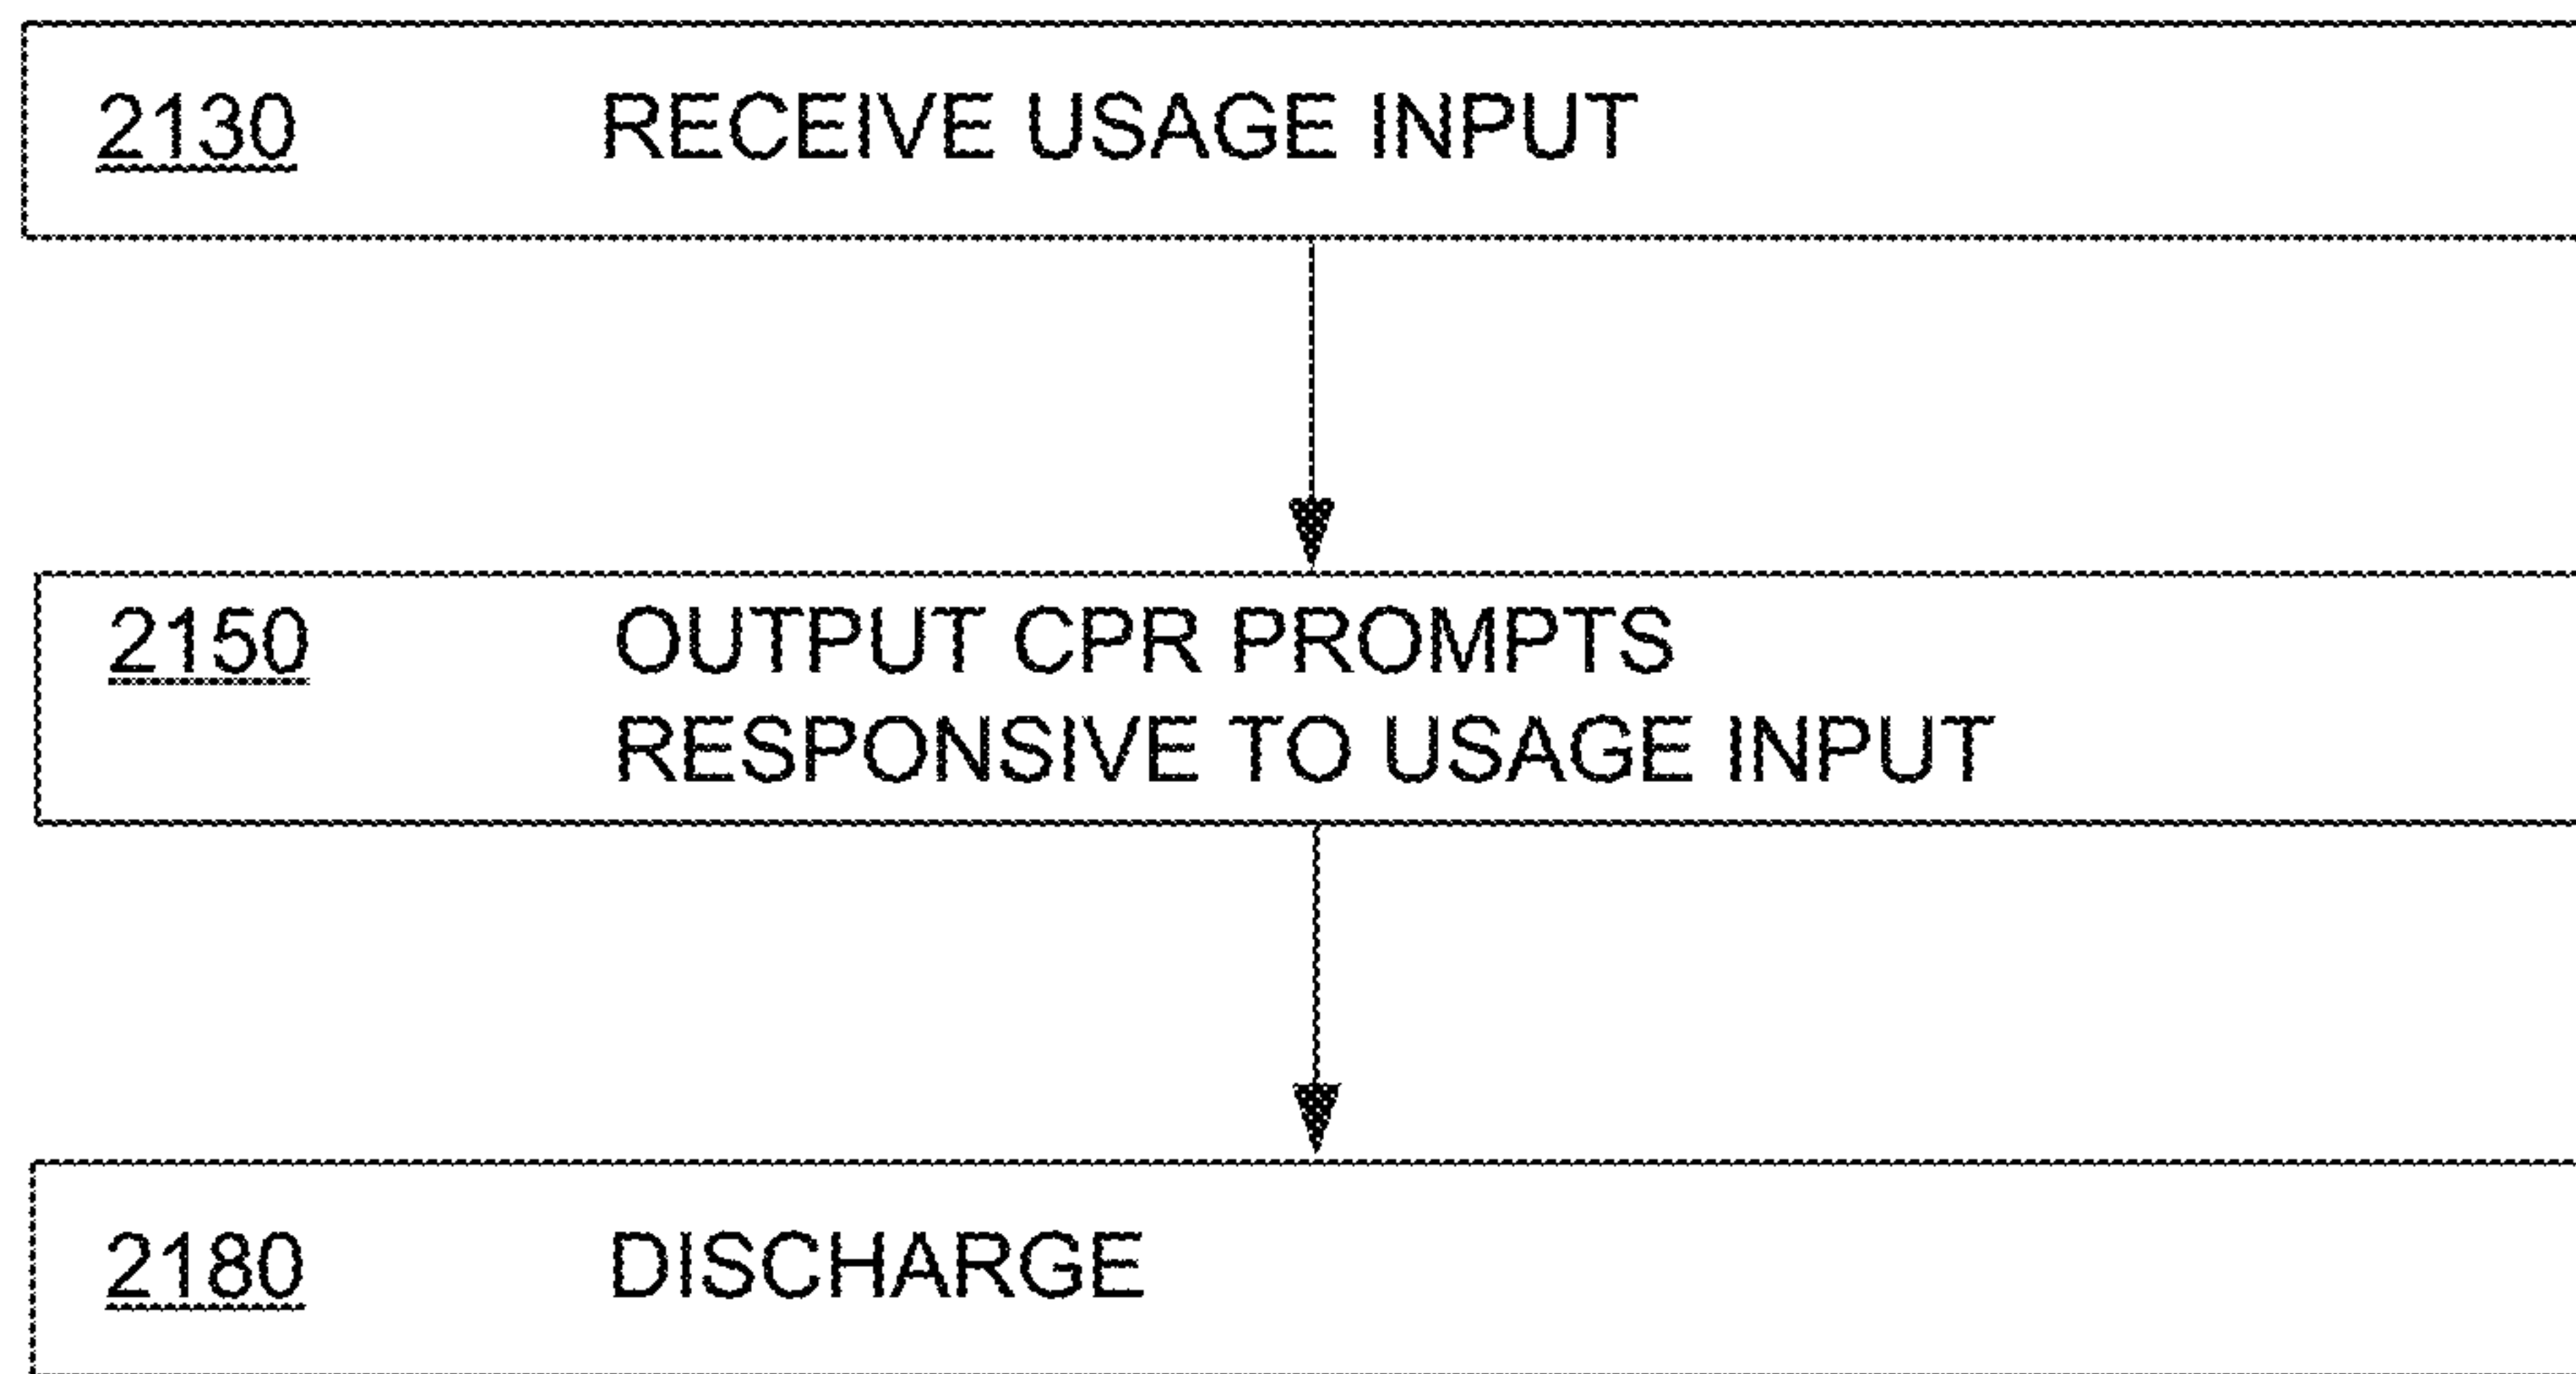 2130 RECEIVE USAGE INPUT
2150 OUTPUT CPR PROMPTS
RESPONSIVE TO USAGE INPUT
2180 DISCHARGE